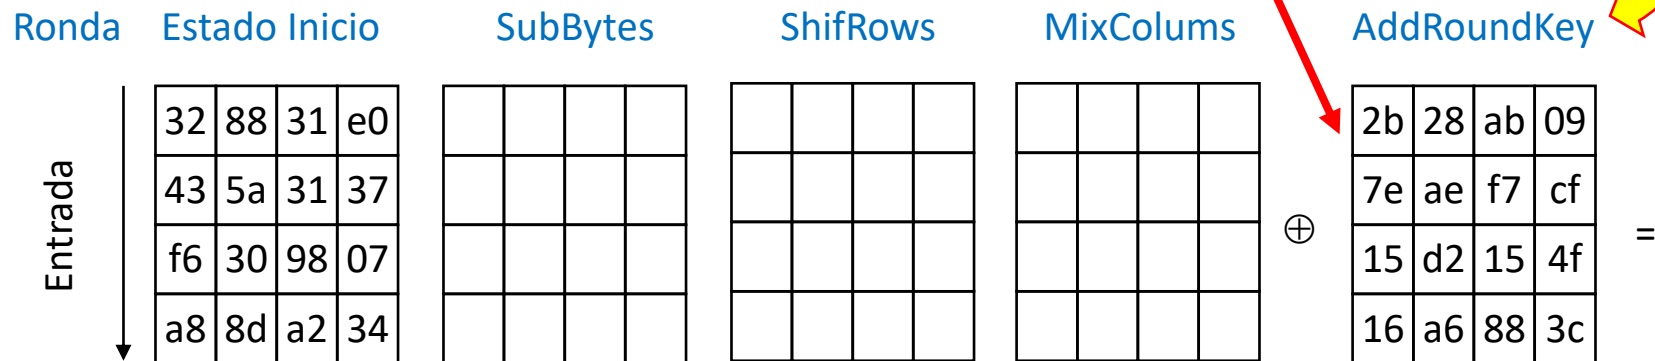 Ronda Estado Inicio SubBytes ShifRows MixColums AddRoundKey
Entrada
32 88 31 e0 2b 28 ab 09
43 5a 31 37 7e ae f7 cf
⊕ =
f6 30 98 07 15 d2 15 4f
a8 8d a2 34 16 a6 88 3c